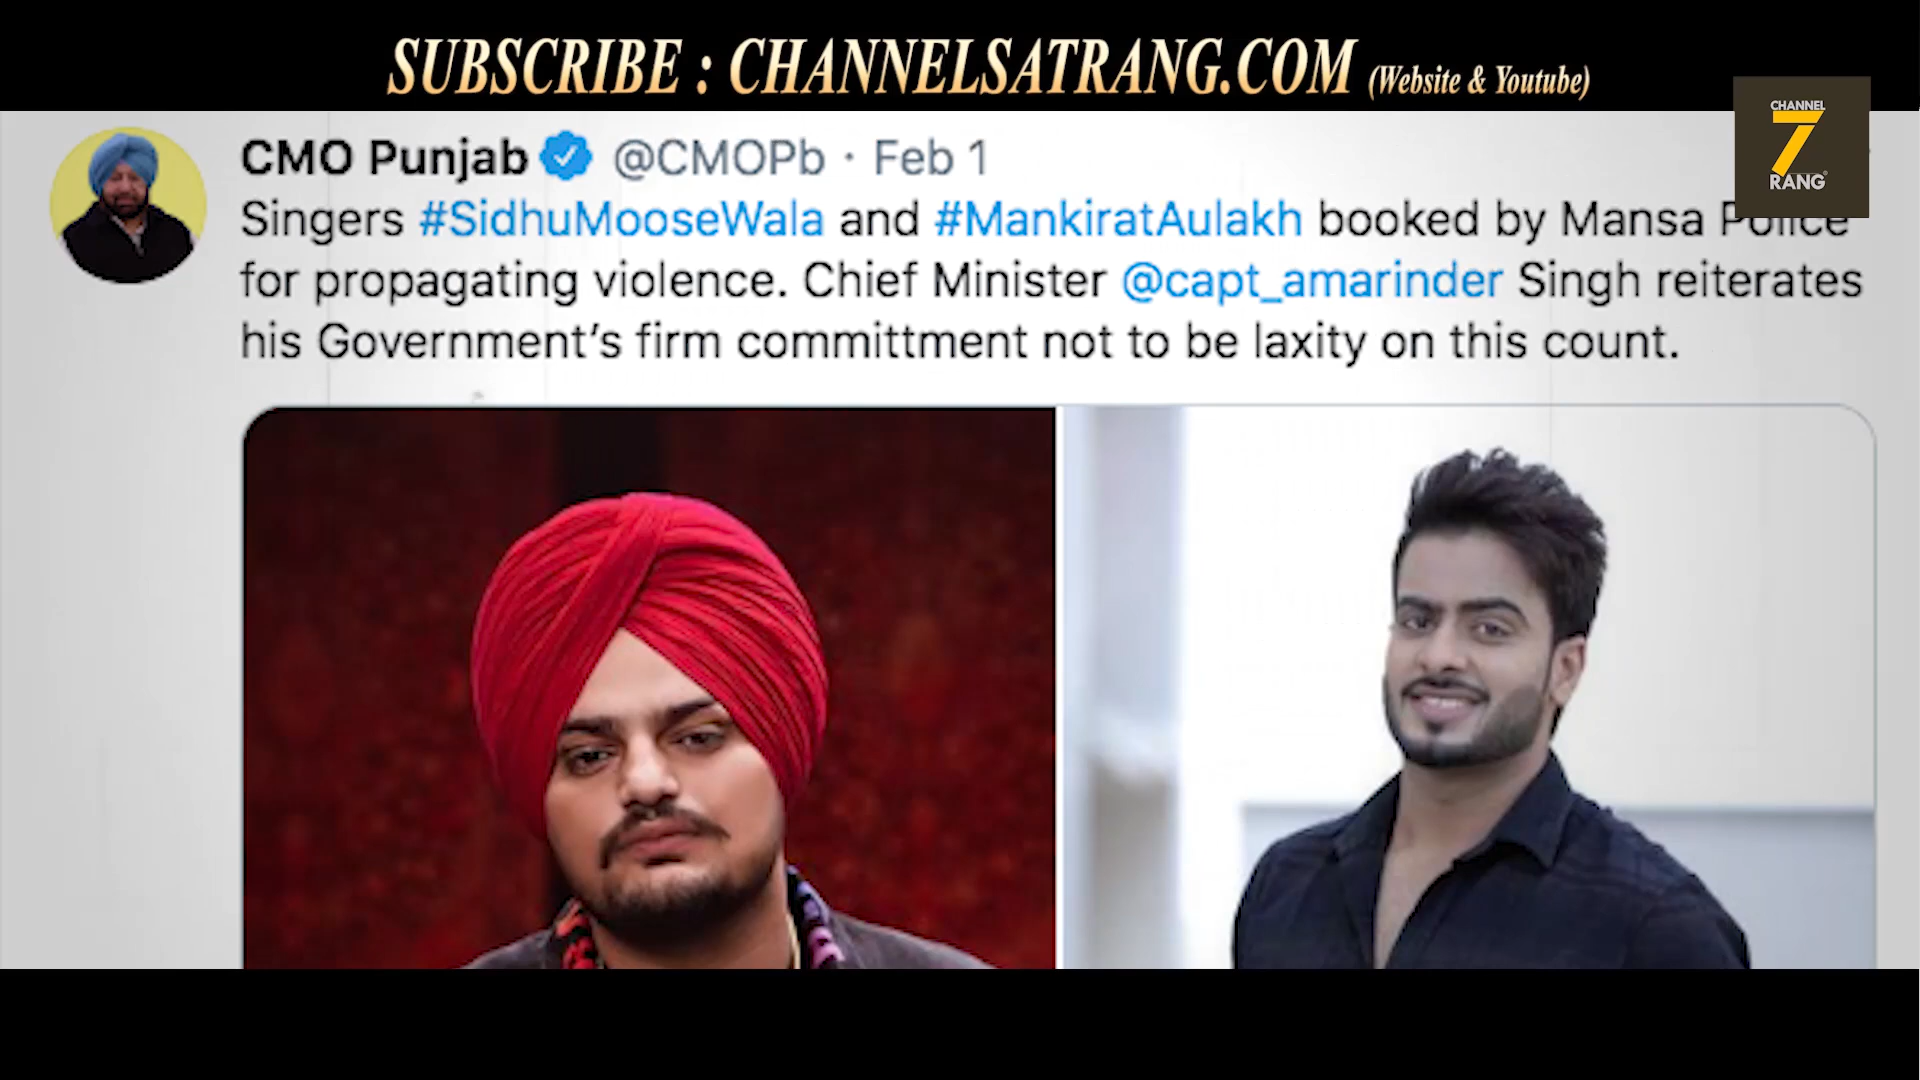 SUBSCRIBE : CHANNELSATRANG.COM (Website & Youtube)
CHANNEL
7
RANG
CMO Punjab @CMOPb · Feb 1
Singers #SidhuMooseWala and #MankiratAulakh booked by Mansa Police
for propagating violence. Chief Minister @capt_amarinder Singh reiterates
his Government's firm committment not to be laxity on this count.